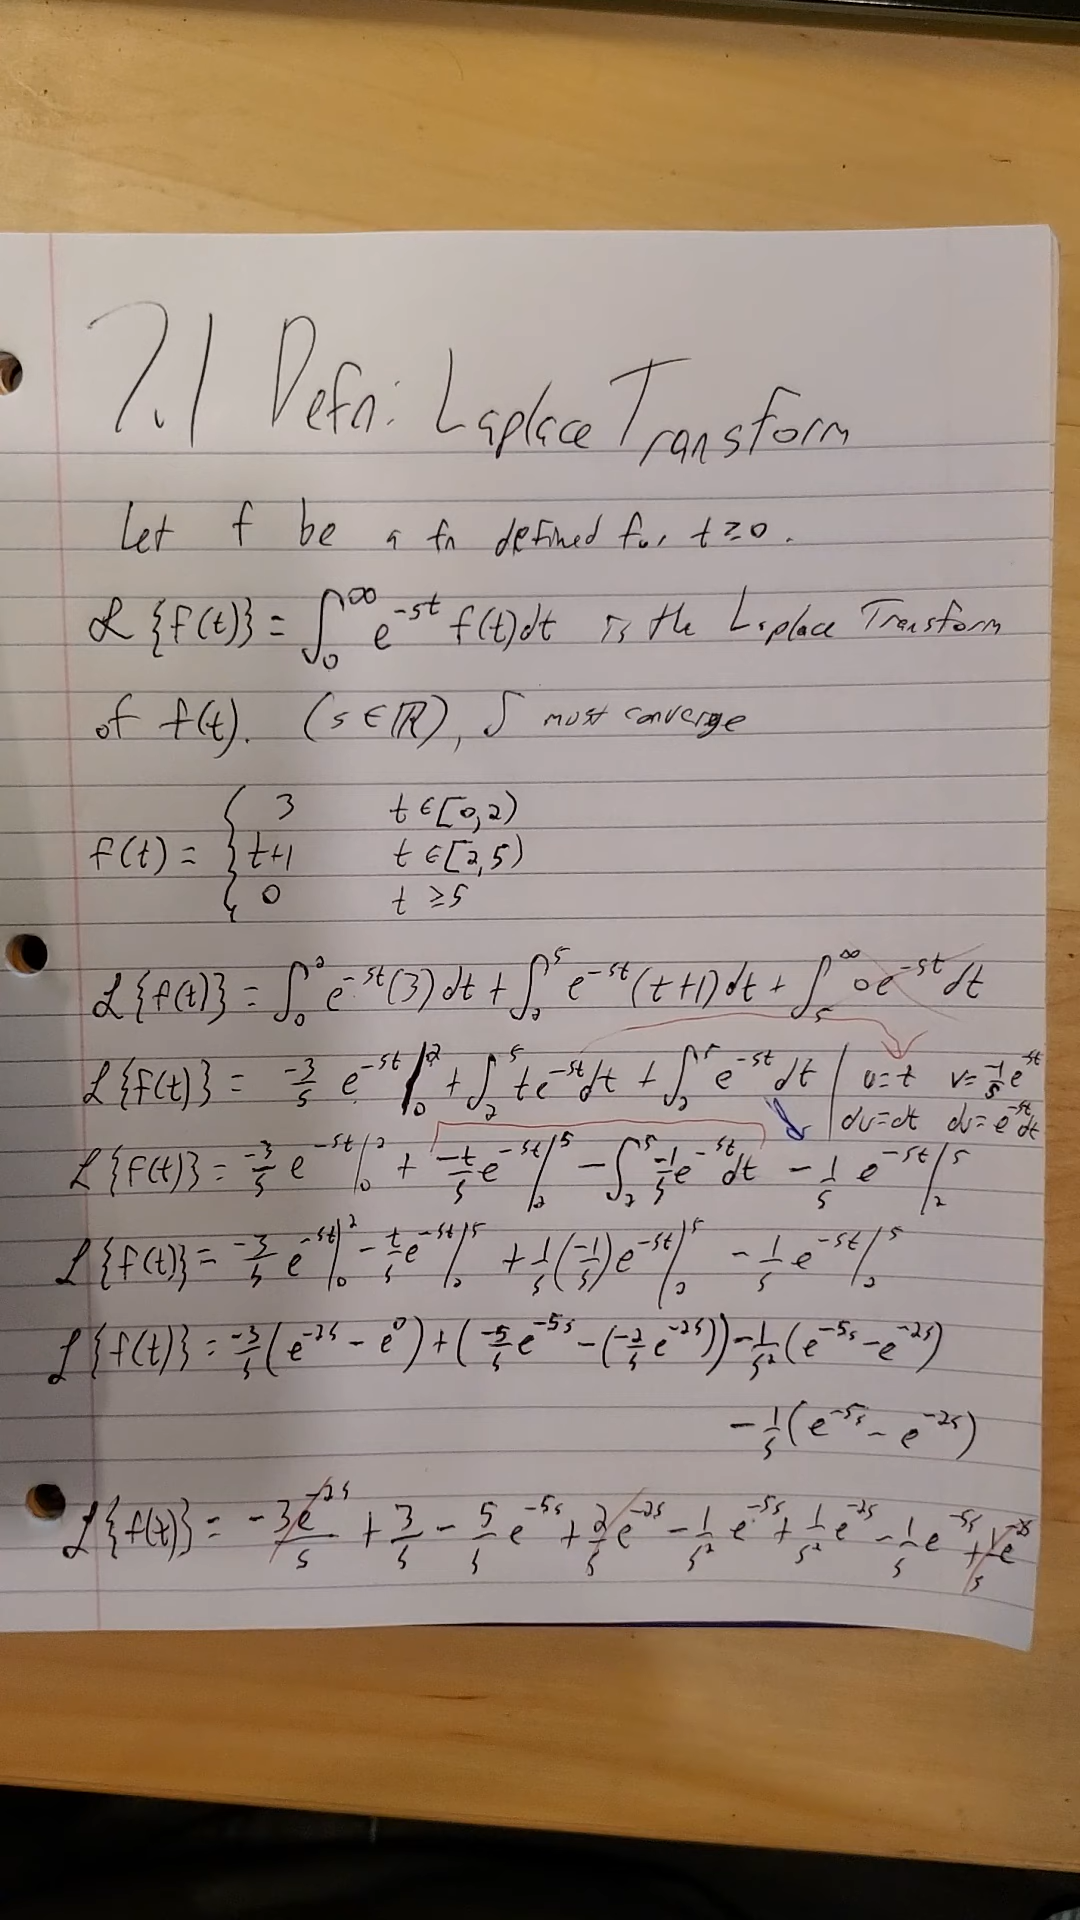 7.1 Defn: Laplace Transform
Let f be a fn defined for t≥0.
ℒ{f(t)} = ∫₀^∞ e^{-st} f(t)dt is the Laplace Transform
of f(t). (s∈ℝ), ∫ must converge
f(t) = { 3 t∈[0,2)
t+1 t∈[2,5)
0 t≥5
ℒ{f(t)} = ∫₀² e^{-st}(3)dt + ∫₂⁵ e^{-st}(t+1)dt + ∫₅^∞ 0e^{-st}dt
ℒ{f(t)} = -3/s e^{-st}|₀² + ∫₂⁵ te^{-st}dt + ∫₂⁵ e^{-st}dt | u=t v=-1/s e^{-st}
du=dt dv=e^{-st}dt
ℒ{f(t)} = -3/s e^{-st}|₀² + -t/s e^{-st}|₂⁵ - ∫₂⁵ -1/s e^{-st}dt - 1/s e^{-st}|₂⁵
ℒ{f(t)} = -3/s e^{-st}|₀² - t/s e^{-st}|₂⁵ + 1/s(-1/s)e^{-st}|₂⁵ - 1/s e^{-st}|₂⁵
ℒ{f(t)} = -3/s(e^{-2s} - e⁰) + (-5/s e^{-5s} - (-2/s e^{-2s})) - 1/s²(e^{-5s} - e^{-2s})
- 1/s(e^{-5s} - e^{-2s})
ℒ{f(t)} = -3e^{-2s}/s + 3/s - 5/s e^{-5s} + 2/s e^{-2s} - 1/s² e^{-5s} + 1/s² e^{-2s} - 1/s e^{-5s} + 1/s e^{-2s}